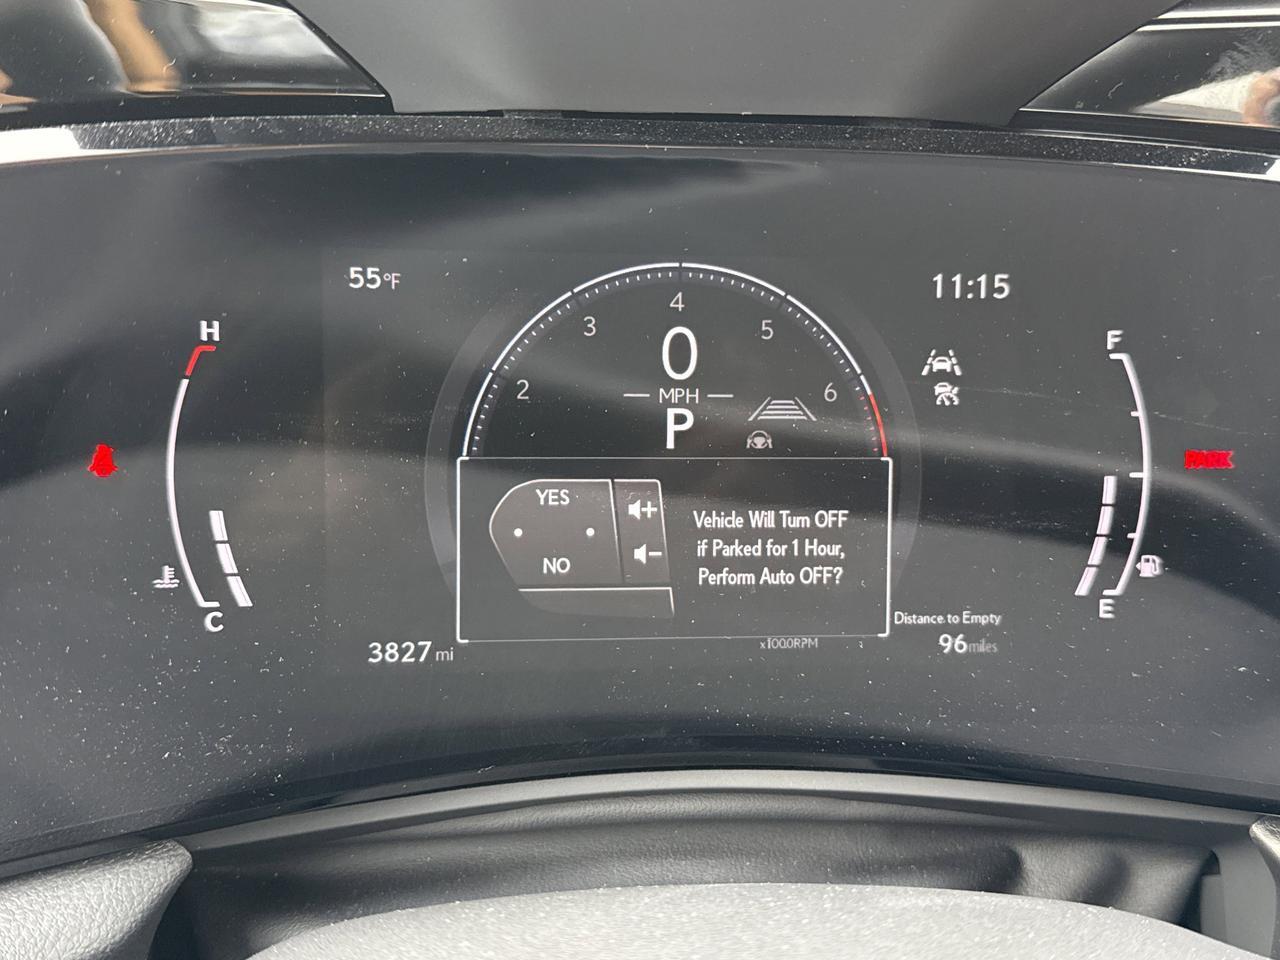 55°F
11:15
H
F
4
3
5
0
2
6
MPH
P
PARK
YES
NO
Vehicle Will Turn OFF
if Parked for 1 Hour,
Perform Auto OFF?
C
E
Distance to Empty
96 miles
3827 mi
x1000RPM